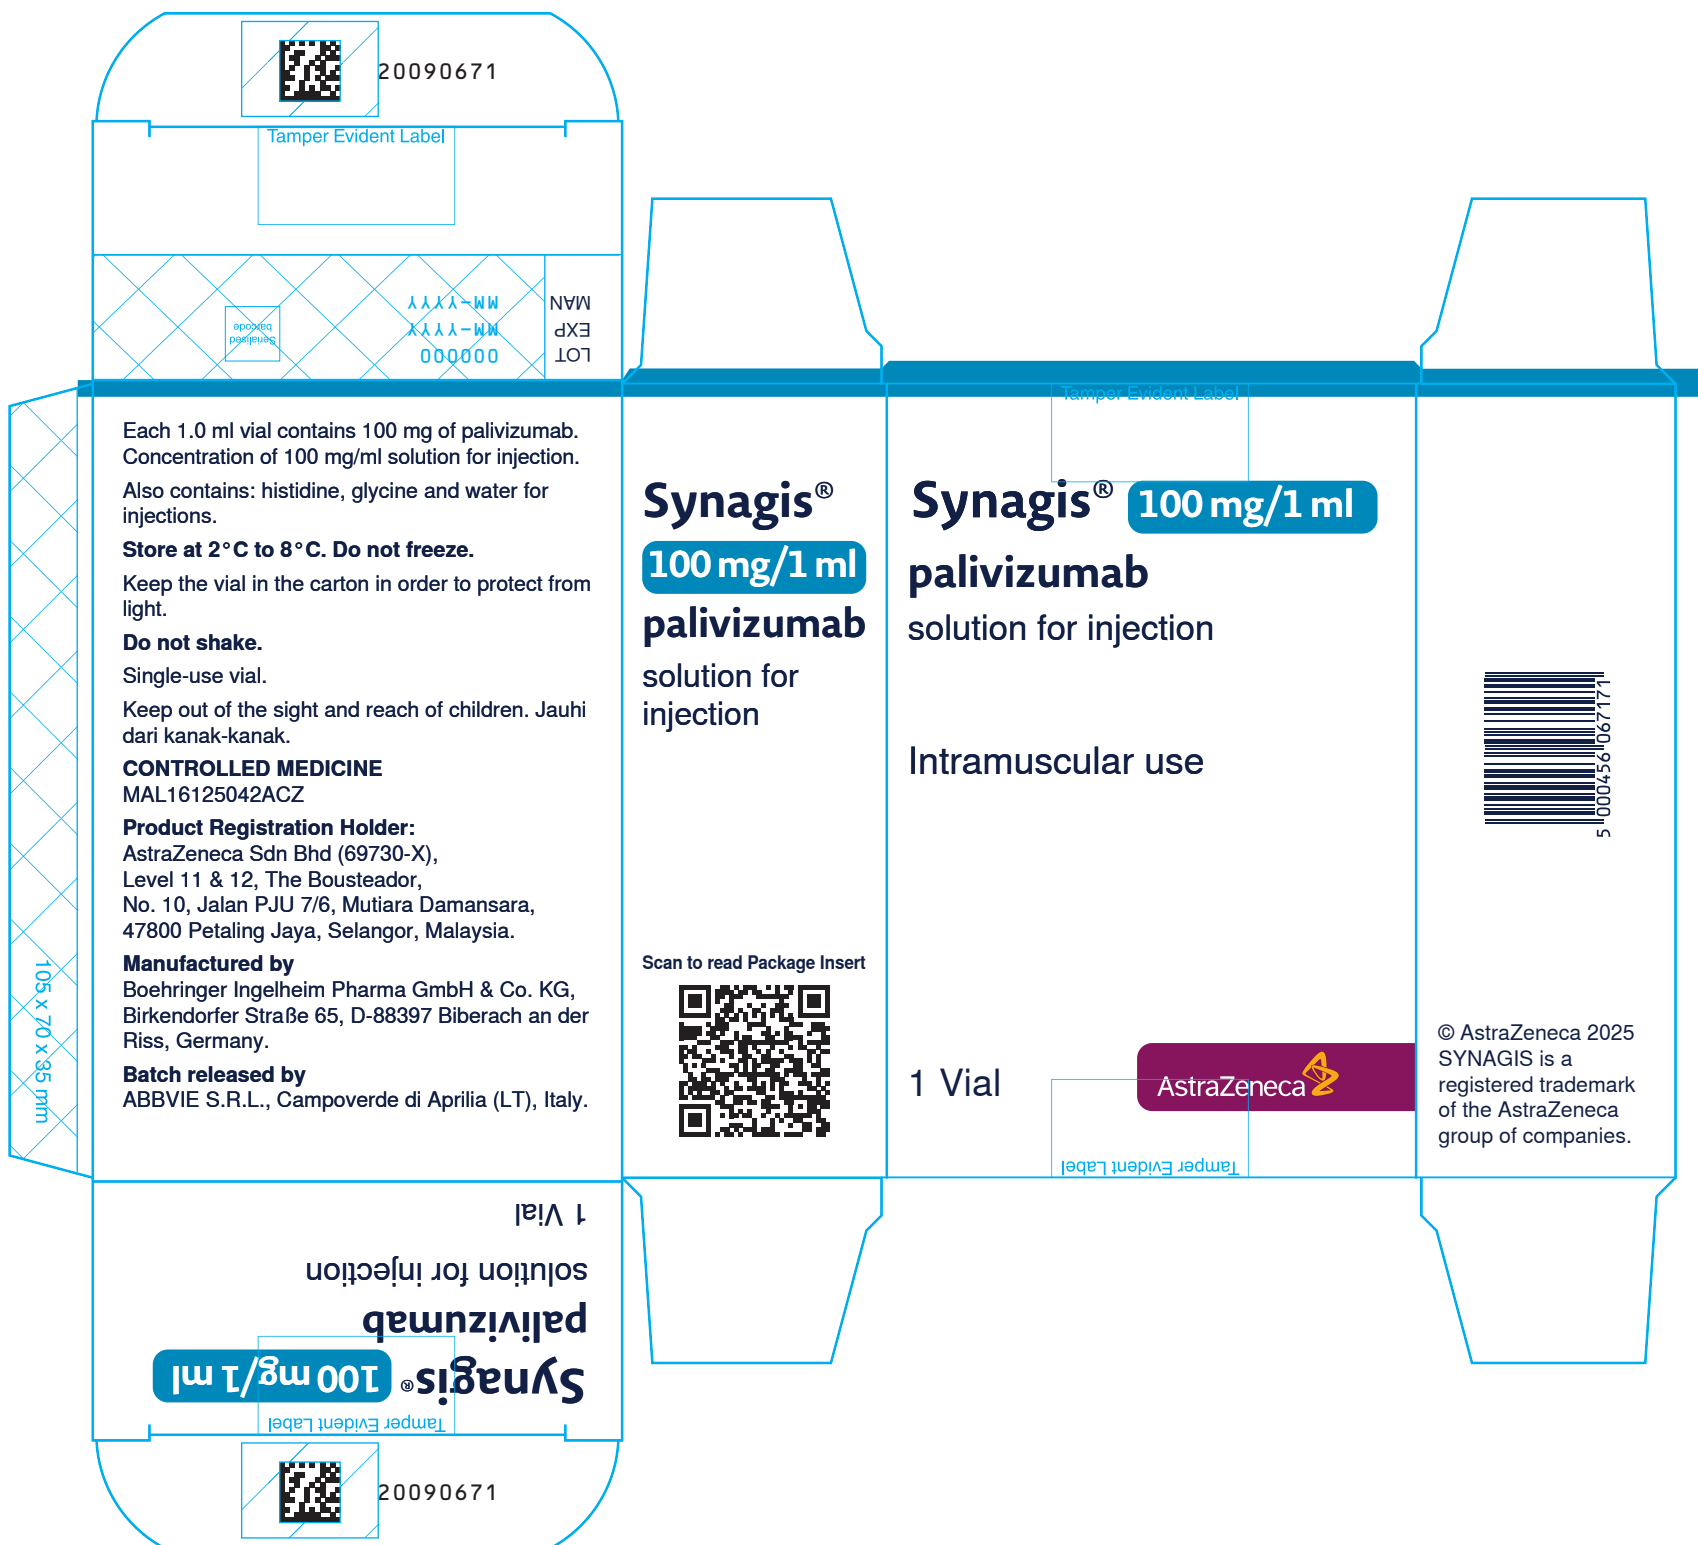 20090671
Tamper Evident Label
MAN MM-YYYY
EXP MM-YYYY
LOT 000000
Serialised
barcode
Each 1.0 ml vial contains 100 mg of palivizumab.
Concentration of 100 mg/ml solution for injection.
Also contains: histidine, glycine and water for
injections.
Store at 2°C to 8°C. Do not freeze.
Keep the vial in the carton in order to protect from
light.
Do not shake.
Single-use vial.
Keep out of the sight and reach of children. Jauhi
dari kanak-kanak.
CONTROLLED MEDICINE
MAL16125042ACZ
Product Registration Holder:
AstraZeneca Sdn Bhd (69730-X),
Level 11 & 12, The Bousteador,
No. 10, Jalan PJU 7/6, Mutiara Damansara,
47800 Petaling Jaya, Selangor, Malaysia.
Manufactured by
Boehringer Ingelheim Pharma GmbH & Co. KG,
Birkendorfer Straße 65, D-88397 Biberach an der
Riss, Germany.
Batch released by
ABBVIE S.R.L., Campoverde di Aprilia (LT), Italy.
105 x 70 x 35 mm
Synagis®
100 mg/1 ml
palivizumab
solution for
injection
Scan to read Package Insert
Tamper Evident Label
Synagis® 100 mg/1 ml
palivizumab
solution for injection
Intramuscular use
1 Vial
AstraZeneca
Tamper Evident Label
5 000456 067171
© AstraZeneca 2025
SYNAGIS is a
registered trademark
of the AstraZeneca
group of companies.
Tamper Evident Label
Synagis® 100 mg/1 ml
palivizumab
solution for injection
1 Vial
20090671